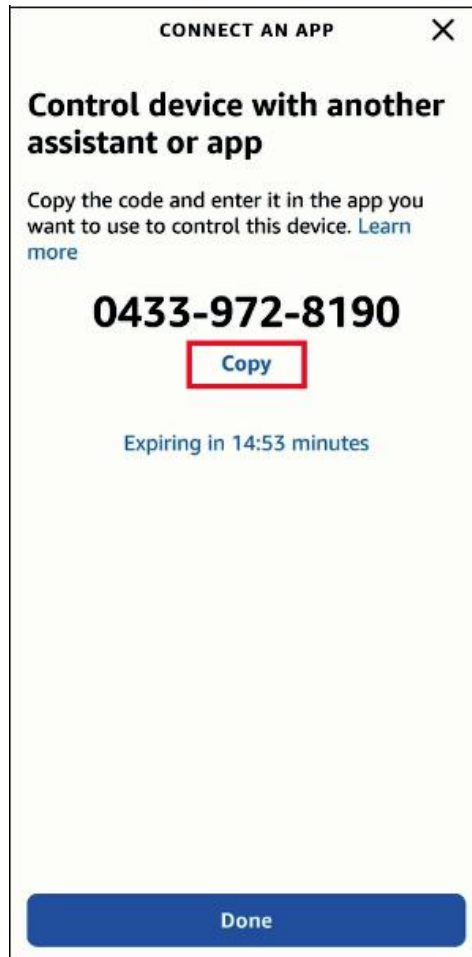 CONNECT AN APP
Control device with another
assistant or app
Copy the code and enter it in the app you
want to use to control this device. Learn
more
0433-972-8190
Copy
Expiring in 14:53 minutes
Done